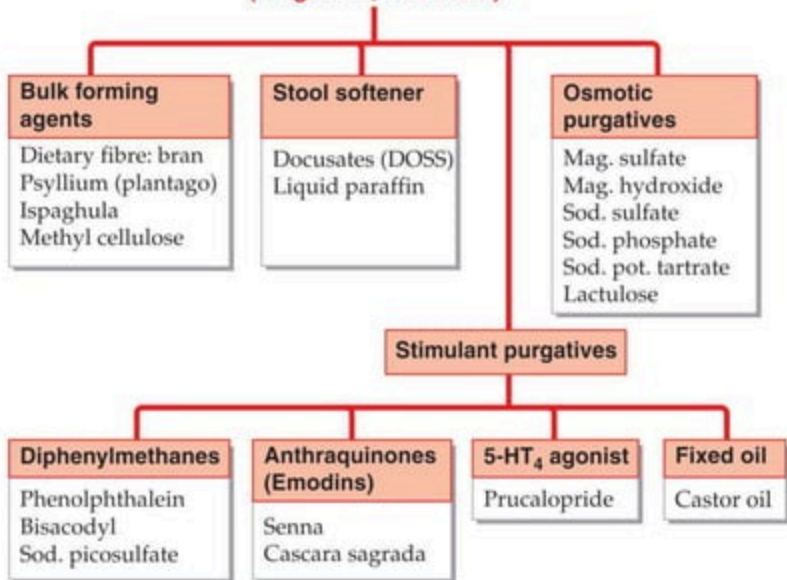 Bulk forming
agents
Dietary fibre: bran
Psyllium (plantago)
Ispaghula
Methyl cellulose
Stool softener
Docusates (DOSS)
Liquid paraffin
Osmotic
purgatives
Mag. sulfate
Mag. hydroxide
Sod. sulfate
Sod. phosphate
Sod. pot. tartrate
Lactulose
Stimulant purgatives
Diphenylmethanes
Phenolphthalein
Bisacodyl
Sod. picosulfate
Anthraquinones
(Emodins)
Senna
Cascara sagrada
5-HT₄ agonist
Prucalopride
Fixed oil
Castor oil